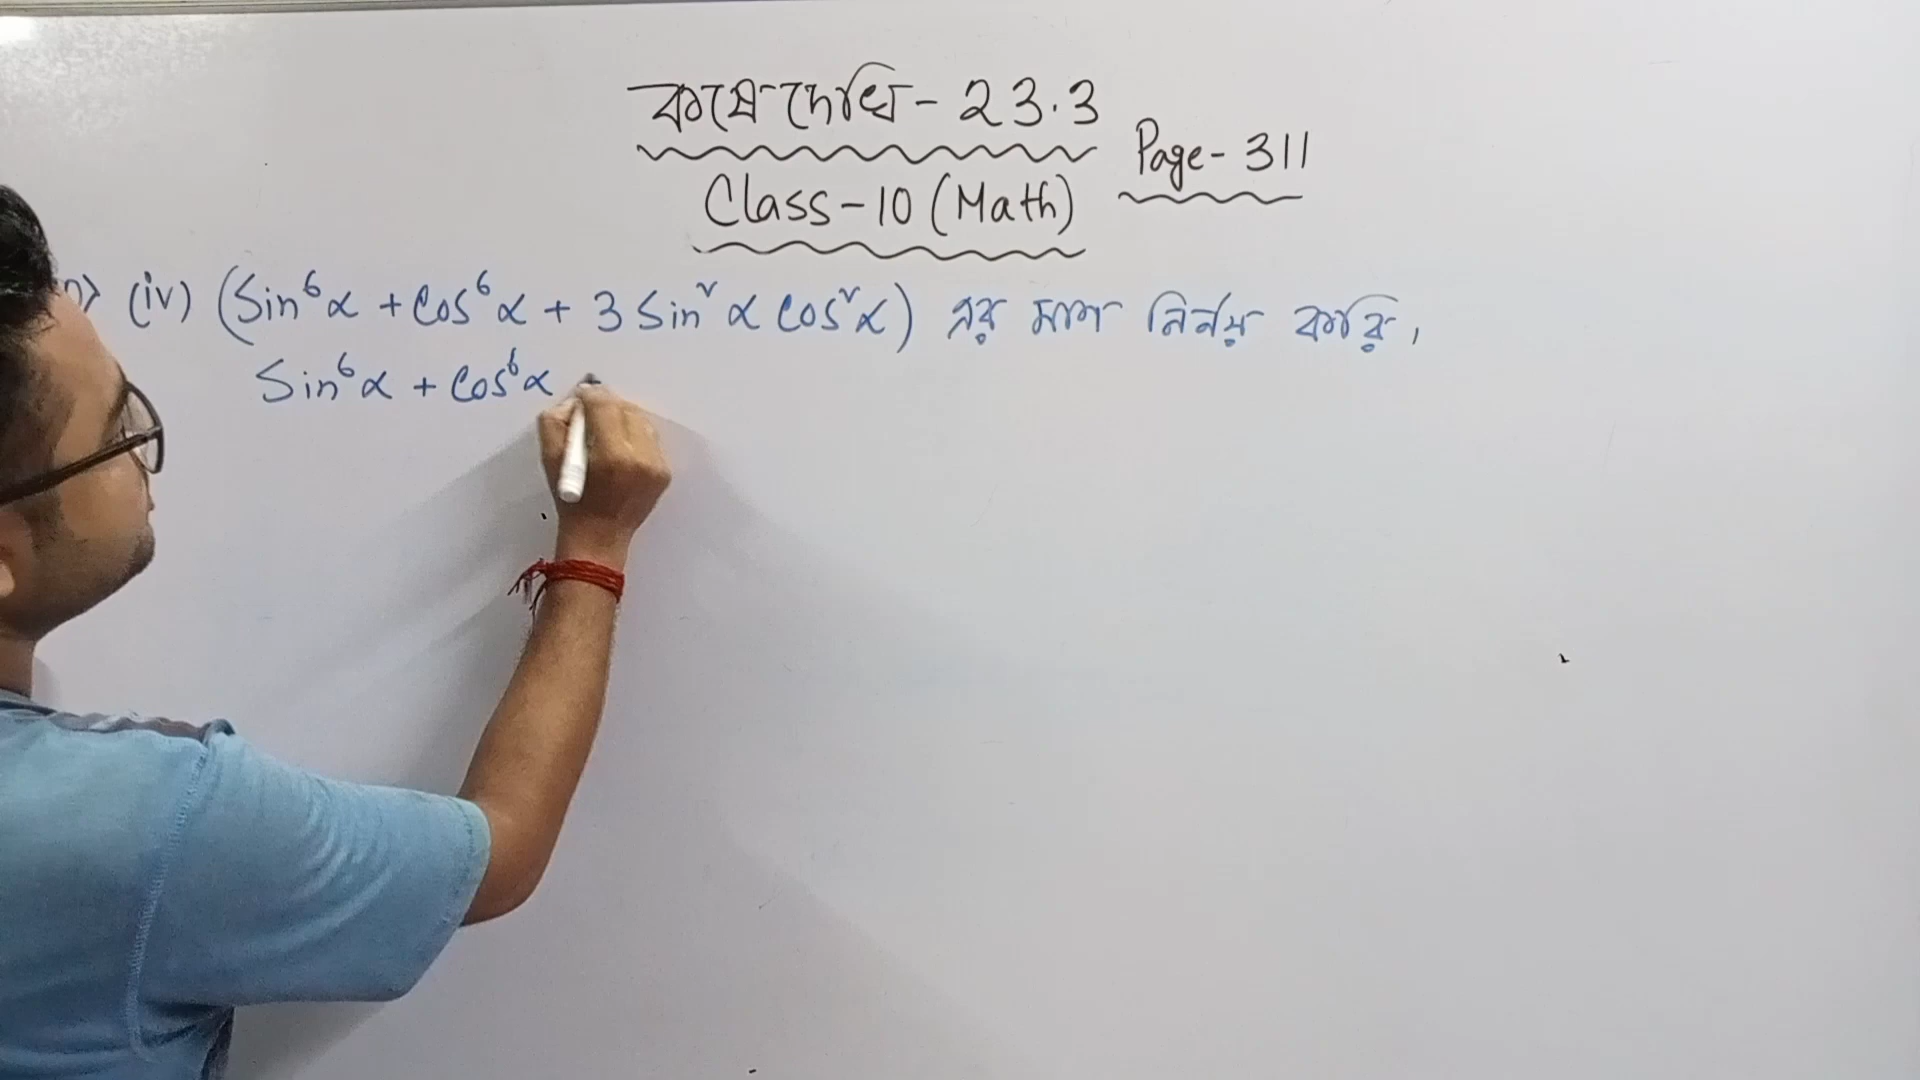 কষে দেখি - 23.3
Page - 311
Class - 10 (Math)
(iv) (Sin⁶α + Cos⁶α + 3 Sin²α Cos²α) এর মান নির্ণয় করি,
Sin⁶α + Cos⁶α